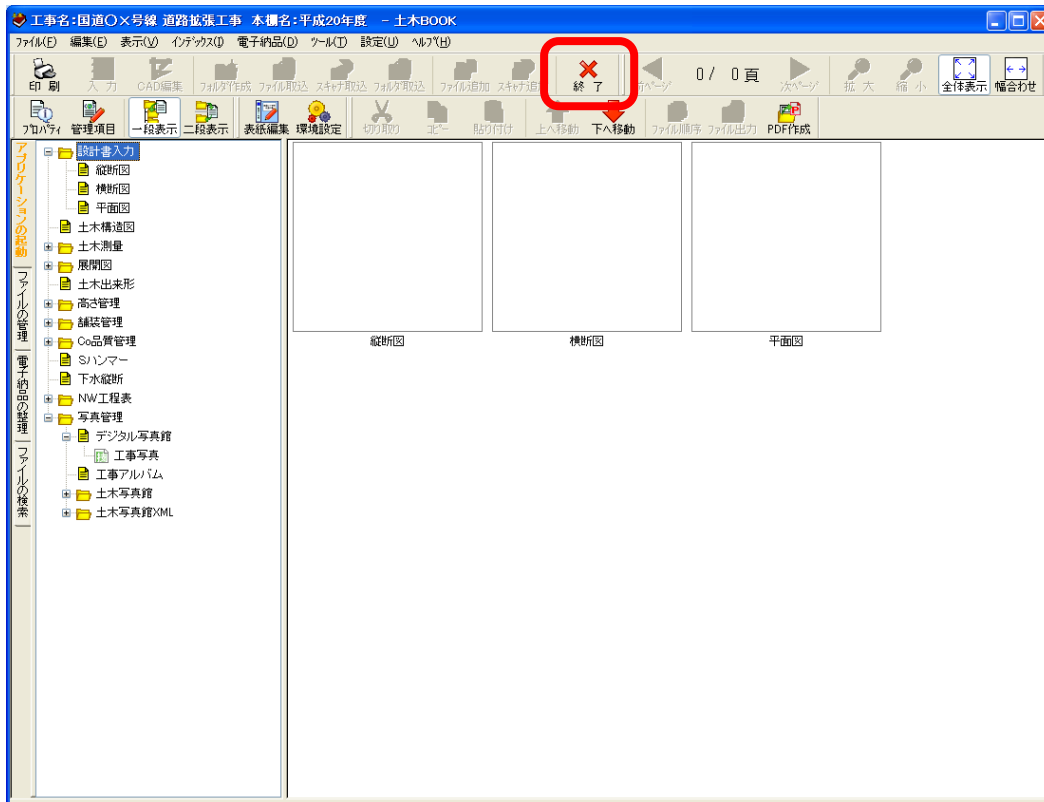 工事名:国道〇×号線 道路拡張工事 本棚名:平成20年度 - 土木BOOK
ファイル(F) 編集(E) 表示(V) インデックス(I) 電子納品(D) ツール(T) 設定(U) ヘルプ(H)
印刷 入力 CAD編集 フォルダ作成 ファイル取込 スキャナ取込 フォルダ取込 ファイル追加 スキャナ追加 終了 前ページ 0/ 0頁 次ページ 拡大 縮小 全体表示 幅合わせ
プロパティ 管理項目 一段表示 二段表示 表紙編集 環境設定 切り取り コピー 貼り付け 上へ移動 下へ移動 ファイル順序 ファイル出力 PDF作成
アプリケーションの起動
ファイルの管理
電子納品の整理
ファイルの検索
設計書入力
縦断図
横断図
平面図
土木構造図
土木測量
展開図
土木出来形
高さ管理
舗装管理
Co品質管理
Sハンマー
下水縦断
NW工程表
写真管理
デジタル写真館
工事写真
工事アルバム
土木写真館
土木写真館XML
縦断図 横断図 平面図